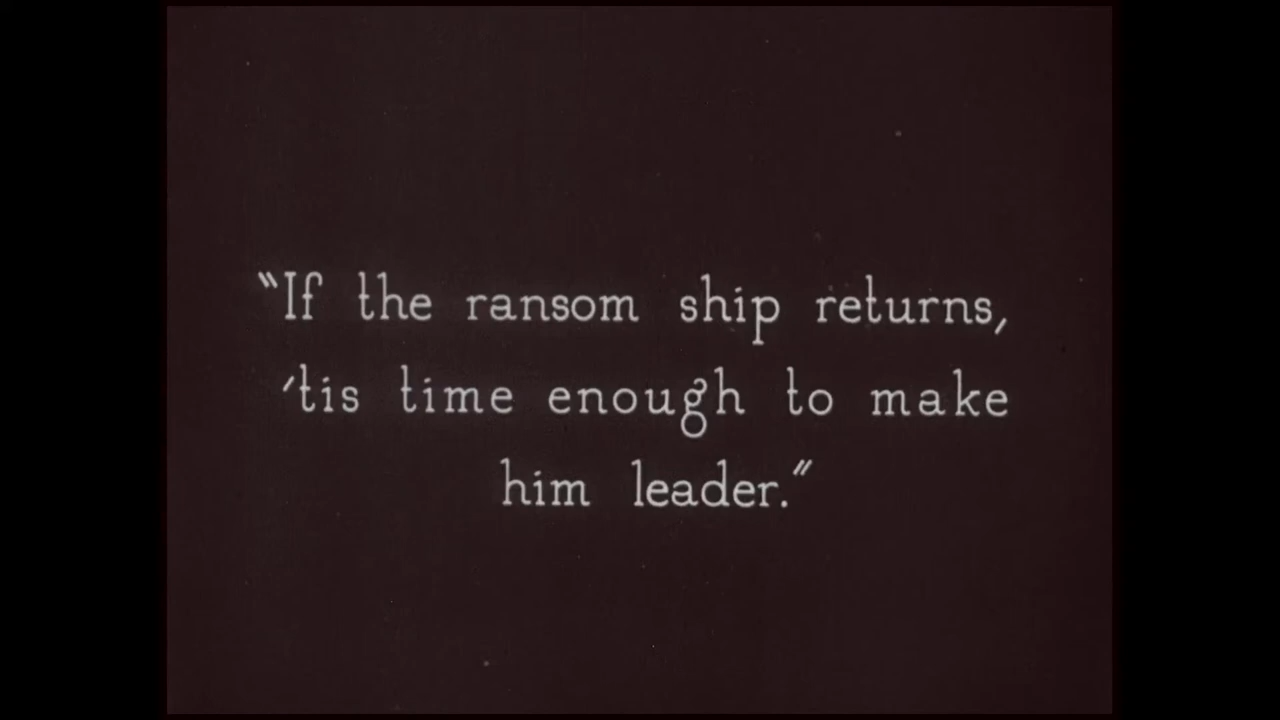 "If the ransom ship returns,
'tis time enough to make
him leader."